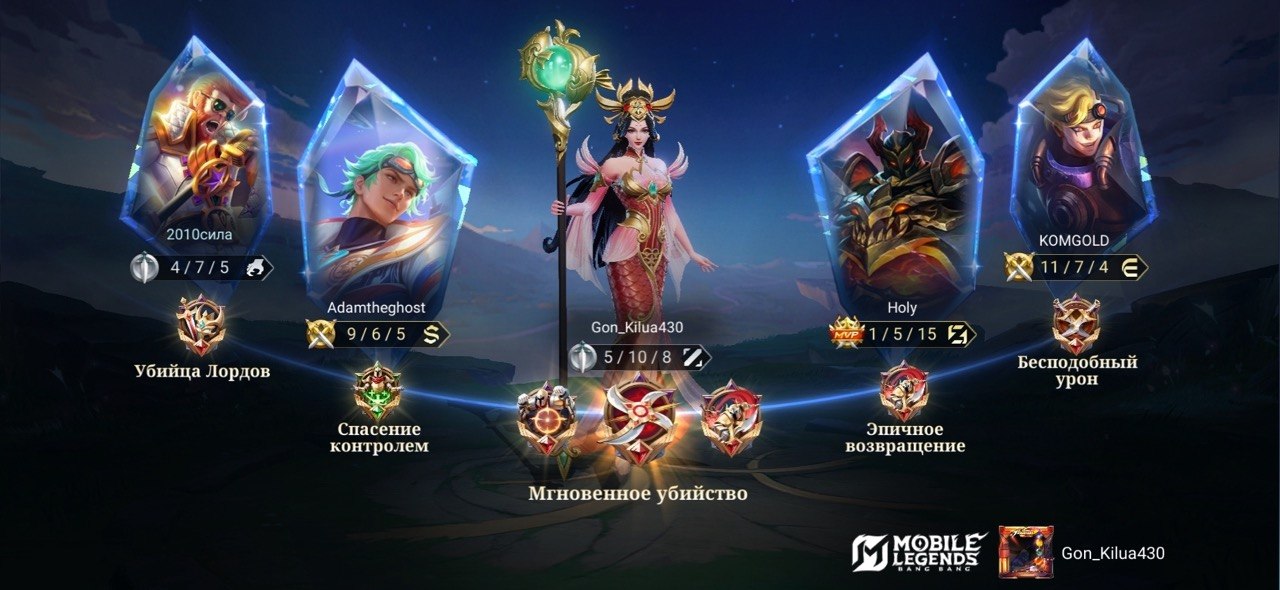 2010сила
4/7/5
Убийца Лордов
Adamtheghost
9/6/5
Спасение
контролем
Gon_Kilua430
5/10/8
Мгновенное убийство
Holy
MVP
1/5/15
Эпичное
возвращение
KOMGOLD
11/7/4
Бесподобный
урон
MOBILE
LEGENDS
BANG BANG
Gon_Kilua430